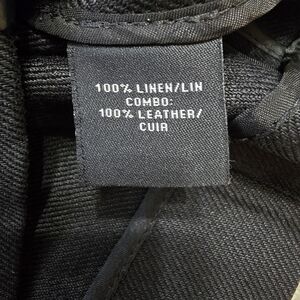 100% LINEN/LIN
COMBO:
100% LEATHER/
CUIR